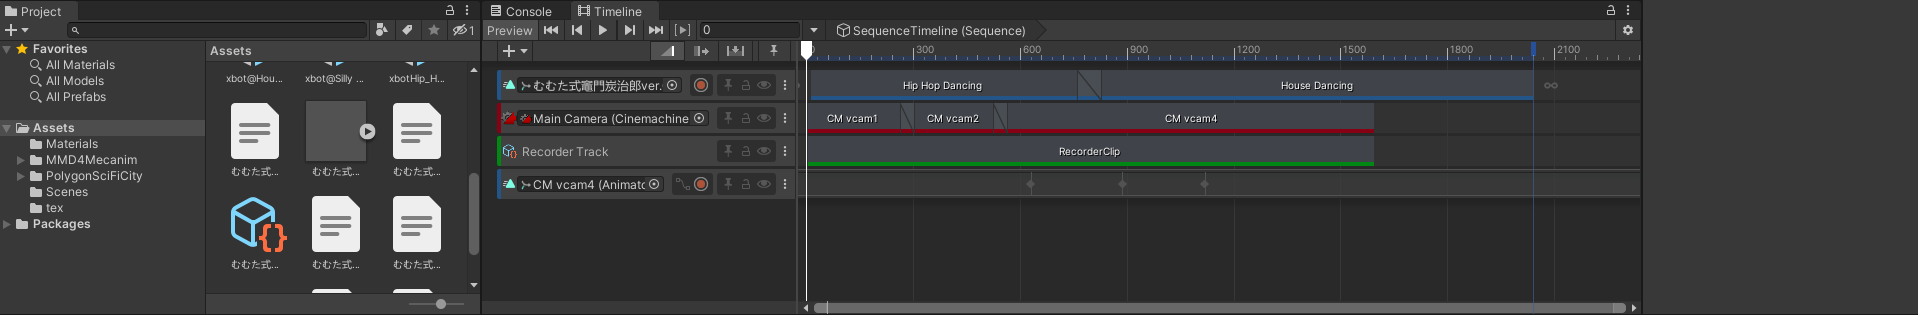 Project
1
Favorites
All Materials
All Models
All Prefabs
Assets
Materials
MMD4Mecanim
PolygonSciFiCity
Scenes
tex
Packages
Assets
xbot@Hou... xbot@Silly ... xbotHip_H...
むむた式... むむた式... むむた式...
むむた式... むむた式... むむた式...
Console Timeline
Preview 0 SequenceTimeline (Sequence)
0 300 600 900 1200 1500 1800 2100
むむた式竈門炭治郎ver. Hip Hop Dancing House Dancing
Main Camera (Cinemachine CM vcam1 CM vcam2 CM vcam4
Recorder Track RecorderClip
CM vcam4 (Animato